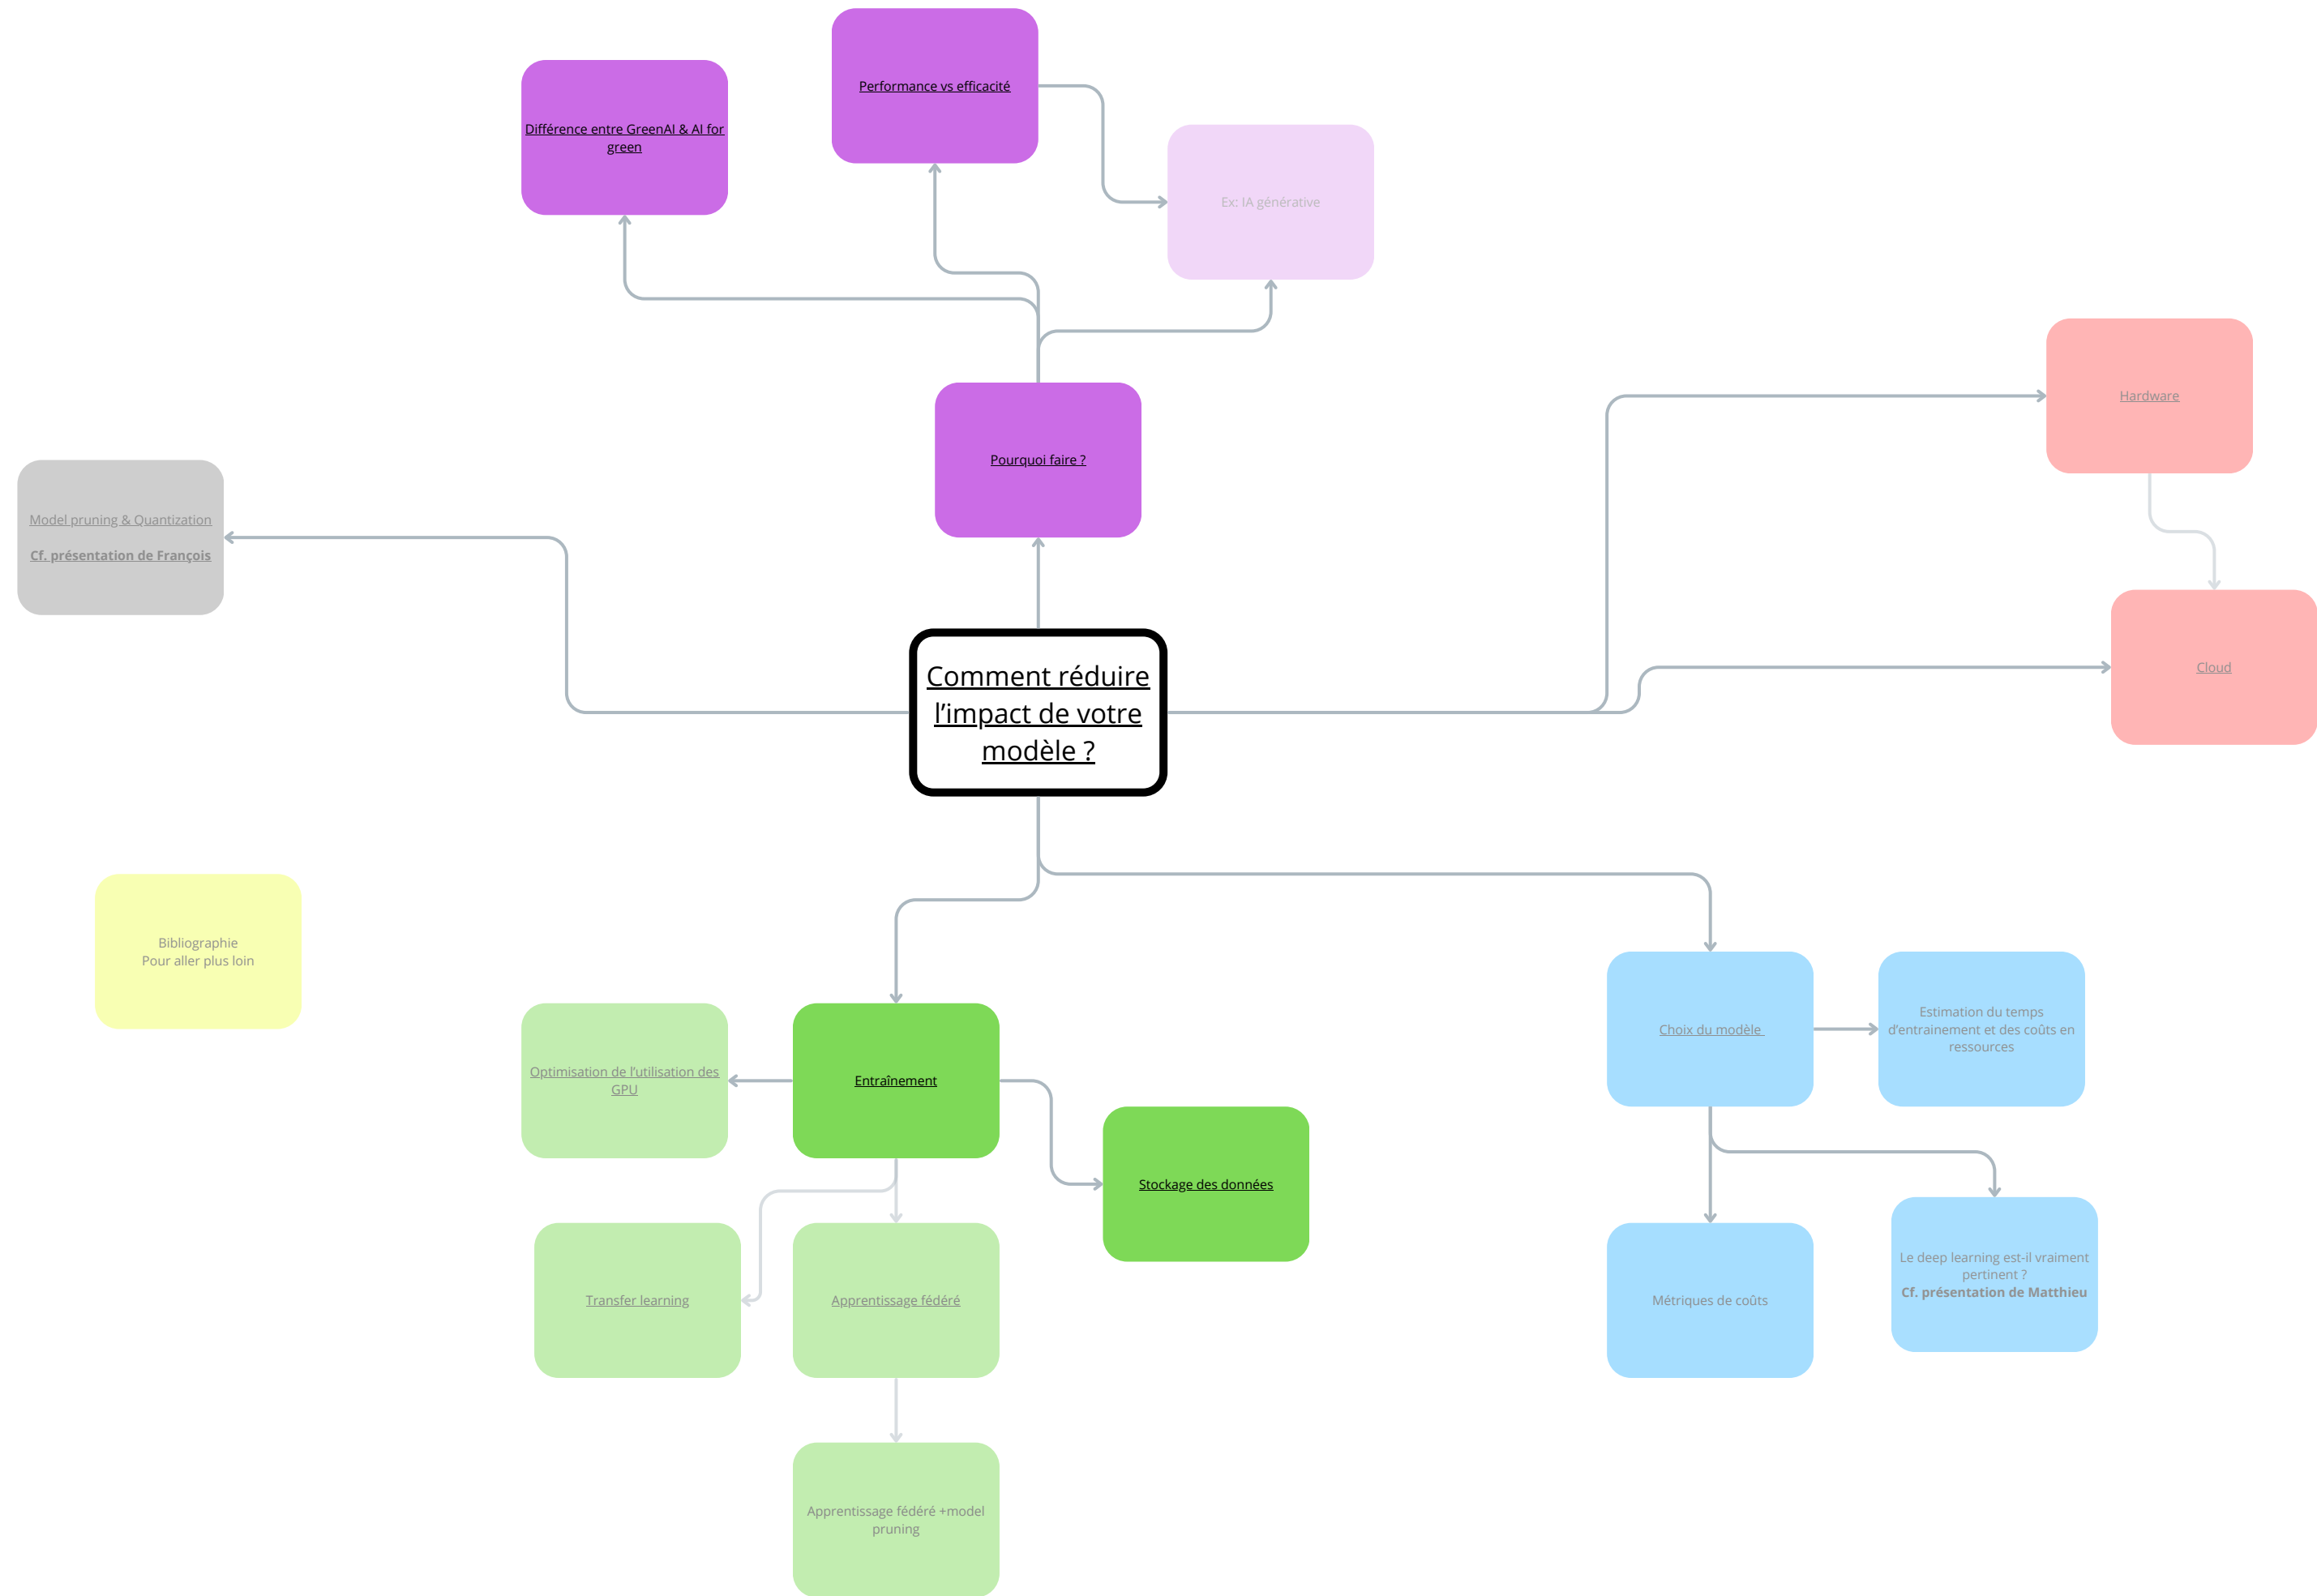 Performance vs efficacité
Différence entre GreenAI & AI for
green
Ex: IA générative
Hardware
Pourquoi faire ?
Model pruning & Quantization
Cf. présentation de François
Comment réduire
l’impact de votre
modèle ?
Cloud
Bibliographie
Pour aller plus loin
Choix du modèle
Estimation du temps
d’entrainement et des coûts en
ressources
Optimisation de l’utilisation des
GPU
Entraînement
Stockage des données
Le deep learning est-il vraiment
pertinent ?
Cf. présentation de Matthieu
Transfer learning
Apprentissage fédéré
Métriques de coûts
Apprentissage fédéré +model
pruning